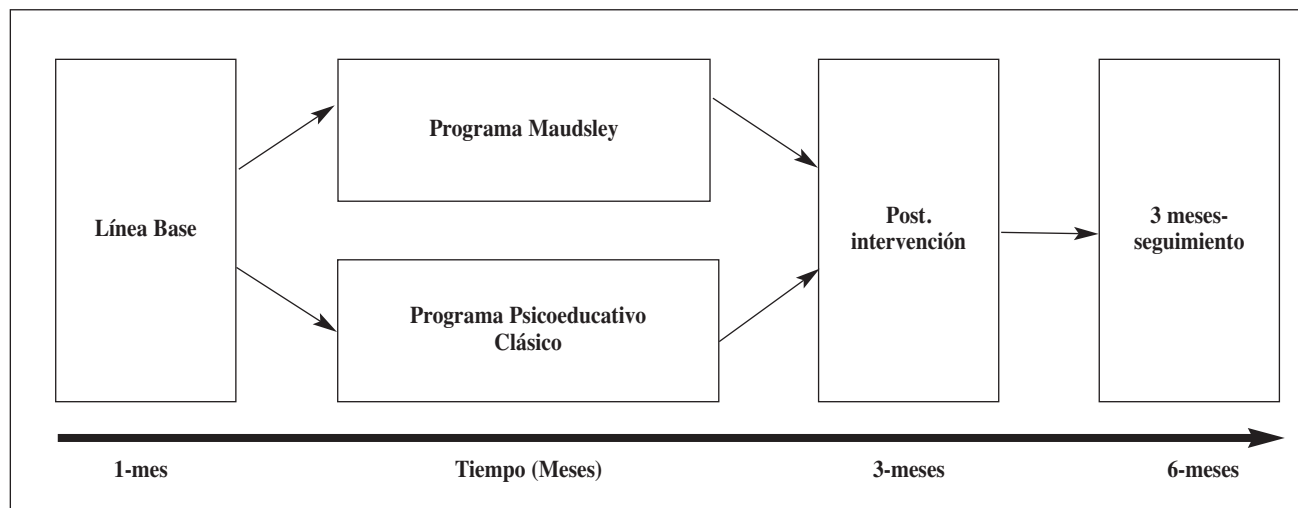 Línea Base
Programa Maudsley
Programa Psicoeducativo
Clásico
Post.
intervención
3 meses-
seguimiento
1-mes
Tiempo (Meses)
3-meses
6-meses